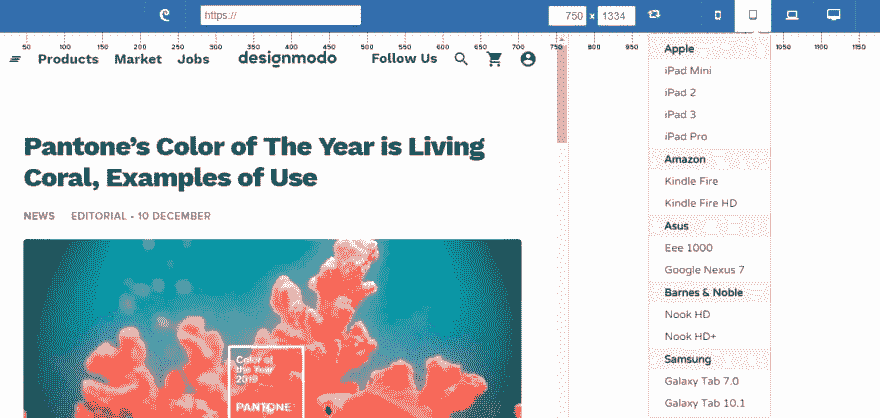 https://
750 x 1334
50 100 150 200 250 300 350 400 450 500 550 600 650 700 750 800 850 950 1050 1100 1150
Products Market Jobs designmodo Follow Us
Pantone's Color of The Year is Living
Coral, Examples of Use
NEWS EDITORIAL - 10 DECEMBER
Color of
the Year
2019
PANTONE
Apple
iPad Mini
iPad 2
iPad 3
iPad Pro
Amazon
Kindle Fire
Kindle Fire HD
Asus
Eee 1000
Google Nexus 7
Barnes & Noble
Nook HD
Nook HD+
Samsung
Galaxy Tab 7.0
Galaxy Tab 10.1